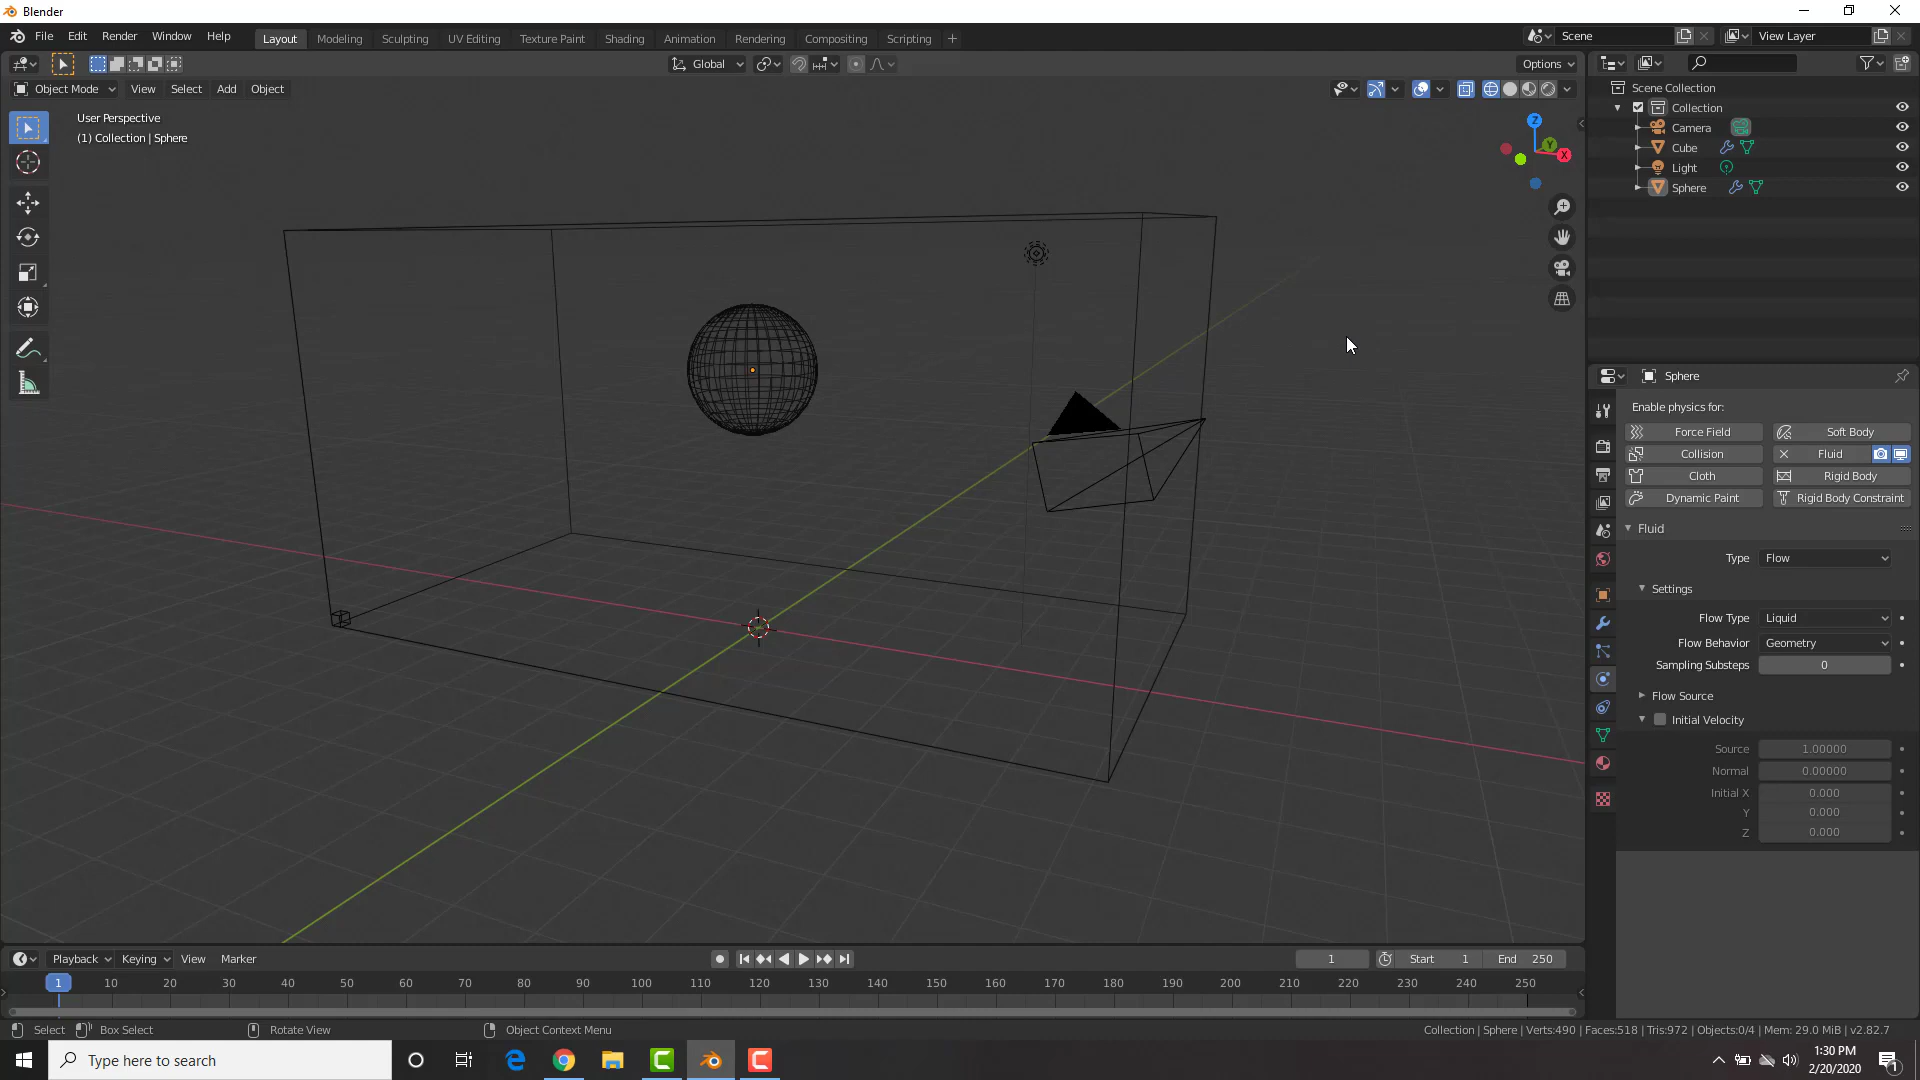 Blender
File Edit Render Window Help
Layout Modeling Sculpting UV Editing Texture Paint Shading Animation Rendering Compositing Scripting +
Scene View Layer
Global
Options
Object Mode View Select Add Object
User Perspective
(1) Collection | Sphere
Z
Y
X
Scene Collection
Collection
Camera
Cube
Light
Sphere
Sphere
Enable physics for:
Force Field Soft Body
Collision Fluid
Cloth Rigid Body
Dynamic Paint Rigid Body Constraint
Fluid
Type Flow
Settings
Flow Type Liquid
Flow Behavior Geometry
Sampling Substeps 0
Flow Source
Initial Velocity
Source 1.00000
Normal 0.00000
Initial X 0.000
Y 0.000
Z 0.000
Playback Keying View Marker
1 Start 1 End 250
1 10 20 30 40 50 60 70 80 90 100 110 120 130 140 150 160 170 180 190 200 210 220 230 240 250
Select Box Select Rotate View Object Context Menu
Collection | Sphere | Verts:490 | Faces:518 | Tris:972 | Objects:0/4 | Mem: 29.0 MiB | v2.82.7
Type here to search
1:30 PM
2/20/2020
1